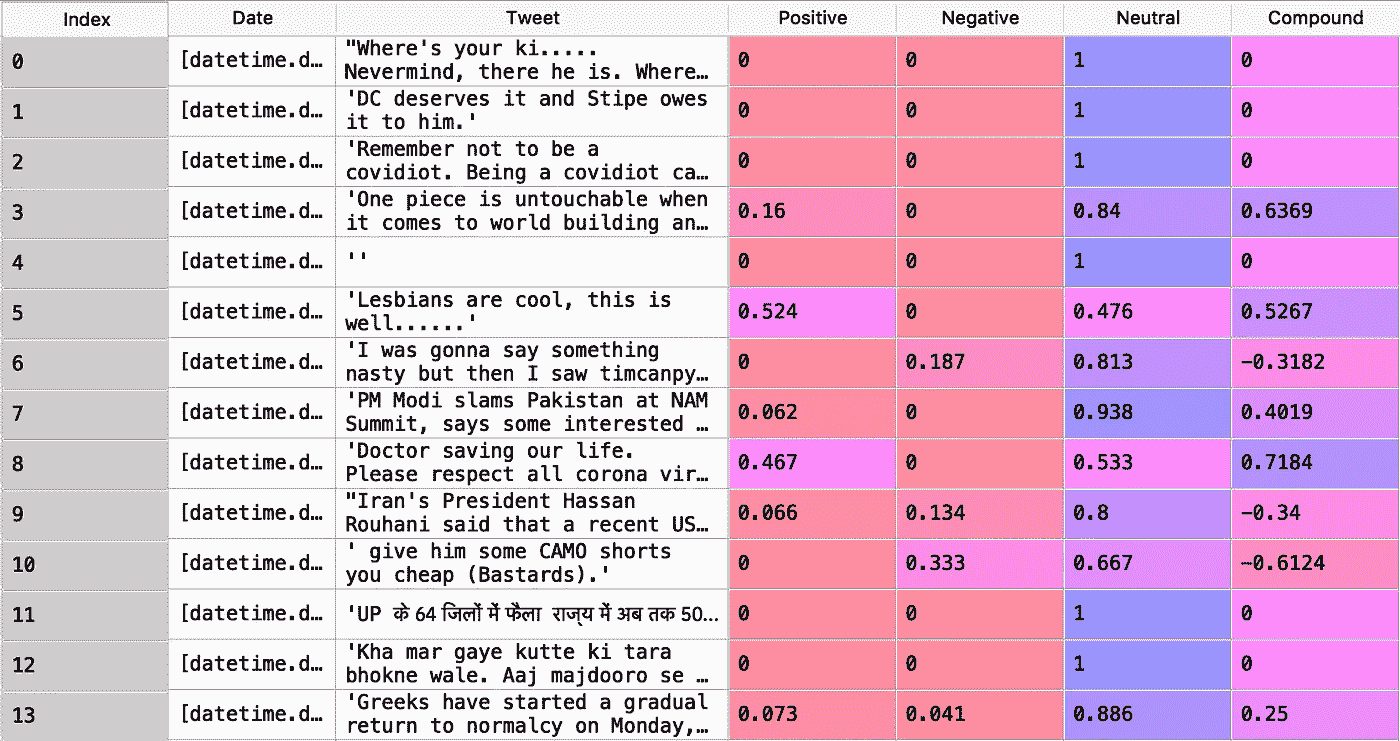 Index Date Tweet Positive Negative Neutral Compound
0 [datetime.d… "Where's your ki..... 0 0 1 0
Nevermind, there he is. Where…
1 [datetime.d… 'DC deserves it and Stipe owes 0 0 1 0
it to him.'
2 [datetime.d… 'Remember not to be a 0 0 1 0
covidiot. Being a covidiot ca…
3 [datetime.d… 'One piece is untouchable when 0.16 0 0.84 0.6369
it comes to world building an…
4 [datetime.d… '' 0 0 1 0
5 [datetime.d… 'Lesbians are cool, this is 0.524 0 0.476 0.5267
well......'
6 [datetime.d… 'I was gonna say something 0 0.187 0.813 -0.3182
nasty but then I saw timcanpy…
7 [datetime.d… 'PM Modi slams Pakistan at NAM 0.062 0 0.938 0.4019
Summit, says some interested …
8 [datetime.d… 'Doctor saving our life. 0.467 0 0.533 0.7184
Please respect all corona vir…
9 [datetime.d… "Iran's President Hassan 0.066 0.134 0.8 -0.34
Rouhani said that a recent US…
10 [datetime.d… ' give him some CAMO shorts 0 0.333 0.667 -0.6124
you cheap (Bastards).'
11 [datetime.d… 'UP के 64 जिलों में फैला राज्य में अब तक 50… 0 0 1 0
12 [datetime.d… 'Kha mar gaye kutte ki tara 0 0 1 0
bhokne wale. Aaj majdooro se …
13 [datetime.d… 'Greeks have started a gradual 0.073 0.041 0.886 0.25
return to normalcy on Monday,…